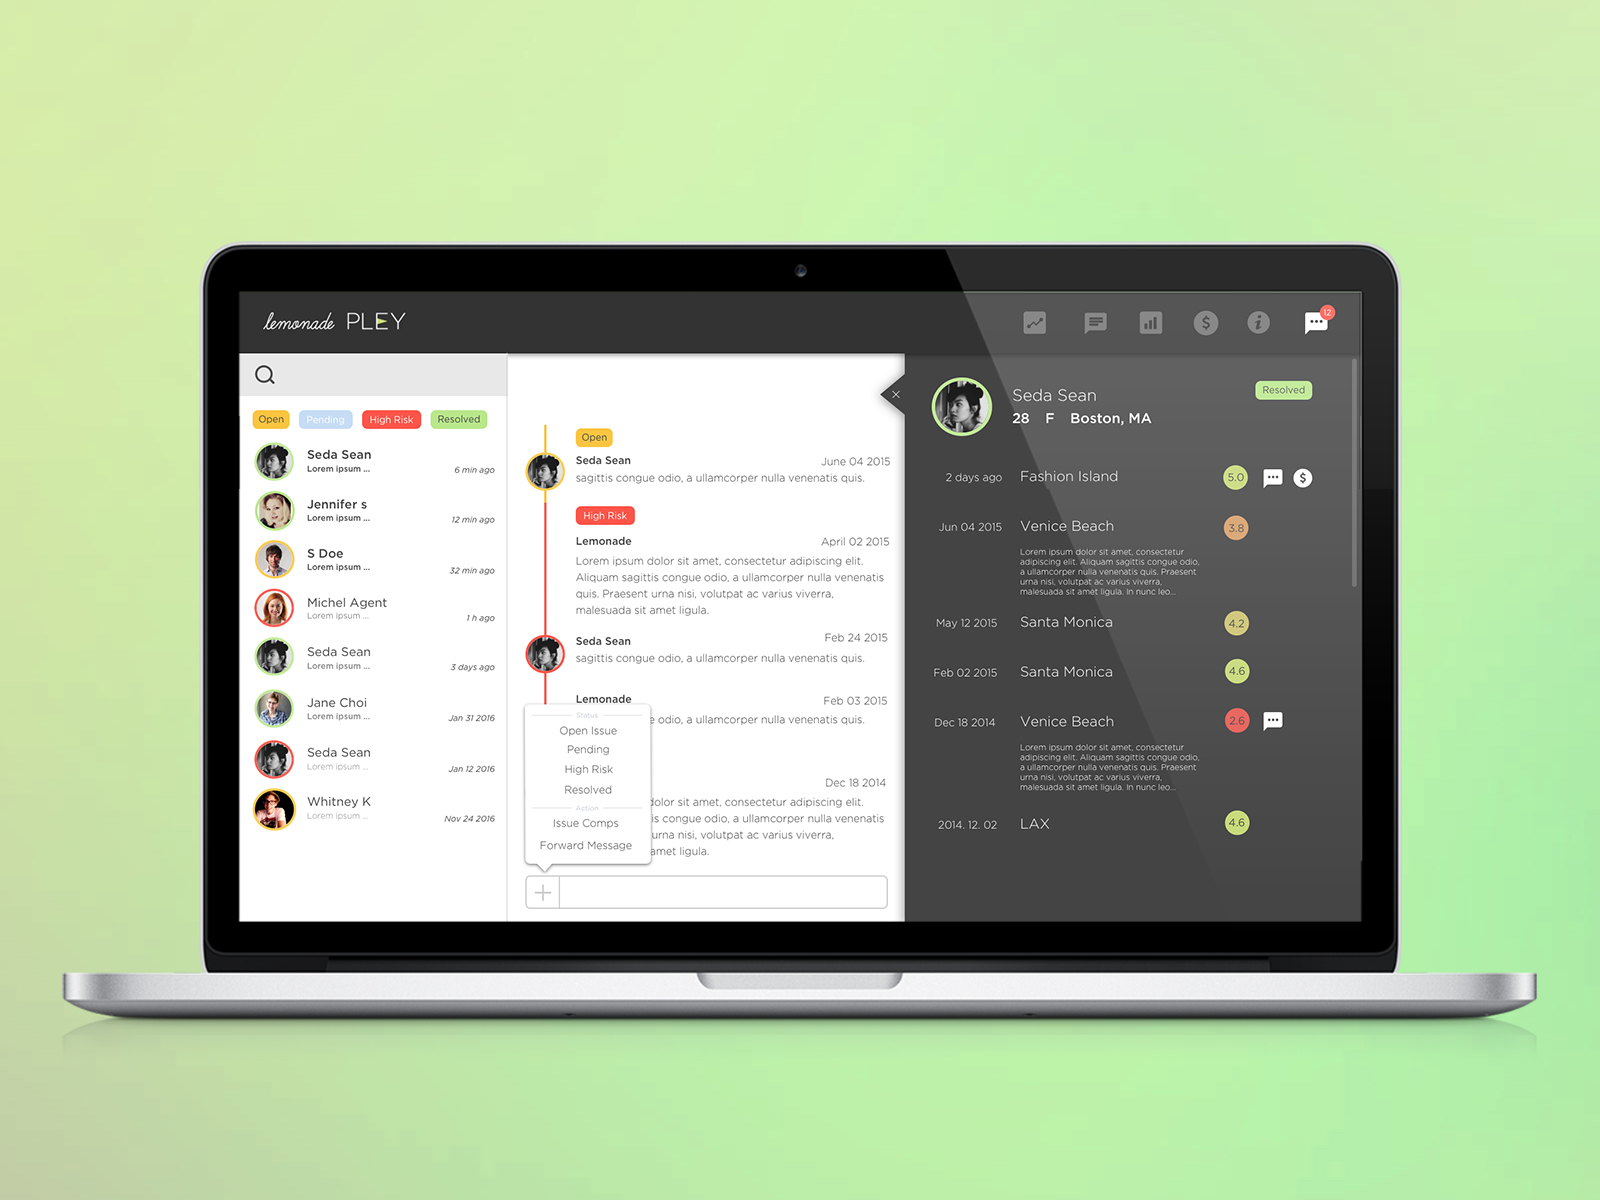 lemonade PLEY
12
Open Pending High Risk Resolved
Seda Sean
Lorem ipsum ...
6 min ago
Jennifer s
Lorem ipsum ...
12 min ago
S Doe
Lorem ipsum ...
32 min ago
Michel Agent
Lorem ipsum ...
1 h ago
Seda Sean
Lorem ipsum ...
3 days ago
Jane Choi
Lorem ipsum ...
Jan 31 2016
Seda Sean
Lorem ipsum ...
Jan 12 2016
Whitney K
Lorem ipsum ...
Nov 24 2016
Open
Seda Sean
June 04 2015
sagittis congue odio, a ullamcorper nulla venenatis quis.
High Risk
Lemonade
April 02 2015
Lorem ipsum dolor sit amet, consectetur adipiscing elit.
Aliquam sagittis congue odio, a ullamcorper nulla venenatis
quis. Praesent urna nisi, volutpat ac varius viverra,
malesuada sit amet ligula.
Seda Sean
Feb 24 2015
sagittis congue odio, a ullamcorper nulla venenatis quis.
Lemonade
Feb 03 2015
e odio, a ullamcorper nulla venenatis quis.
Dec 18 2014
dolor sit amet, consectetur adipiscing elit.
is congue odio, a ullamcorper nulla venenatis
urna nisi, volutpat ac varius viverra,
amet ligula.
Status
Open Issue
Pending
High Risk
Resolved
Action
Issue Comps
Forward Message
Seda Sean
28 F Boston, MA
Resolved
2 days ago Fashion Island 5.0 $
Jun 04 2015 Venice Beach 3.8
Lorem ipsum dolor sit amet, consectetur
adipiscing elit. Aliquam sagittis congue odio,
a ullamcorper nulla venenatis quis. Praesent
urna nisi, volutpat ac varius viverra,
malesuada sit amet ligula. In nunc leo...
May 12 2015 Santa Monica 4.2
Feb 02 2015 Santa Monica 4.6
Dec 18 2014 Venice Beach 2.6
Lorem ipsum dolor sit amet, consectetur
adipiscing elit. Aliquam sagittis congue odio,
a ullamcorper nulla venenatis quis. Praesent
urna nisi, volutpat ac varius viverra,
malesuada sit amet ligula. In nunc leo...
2014. 12. 02 LAX 4.6